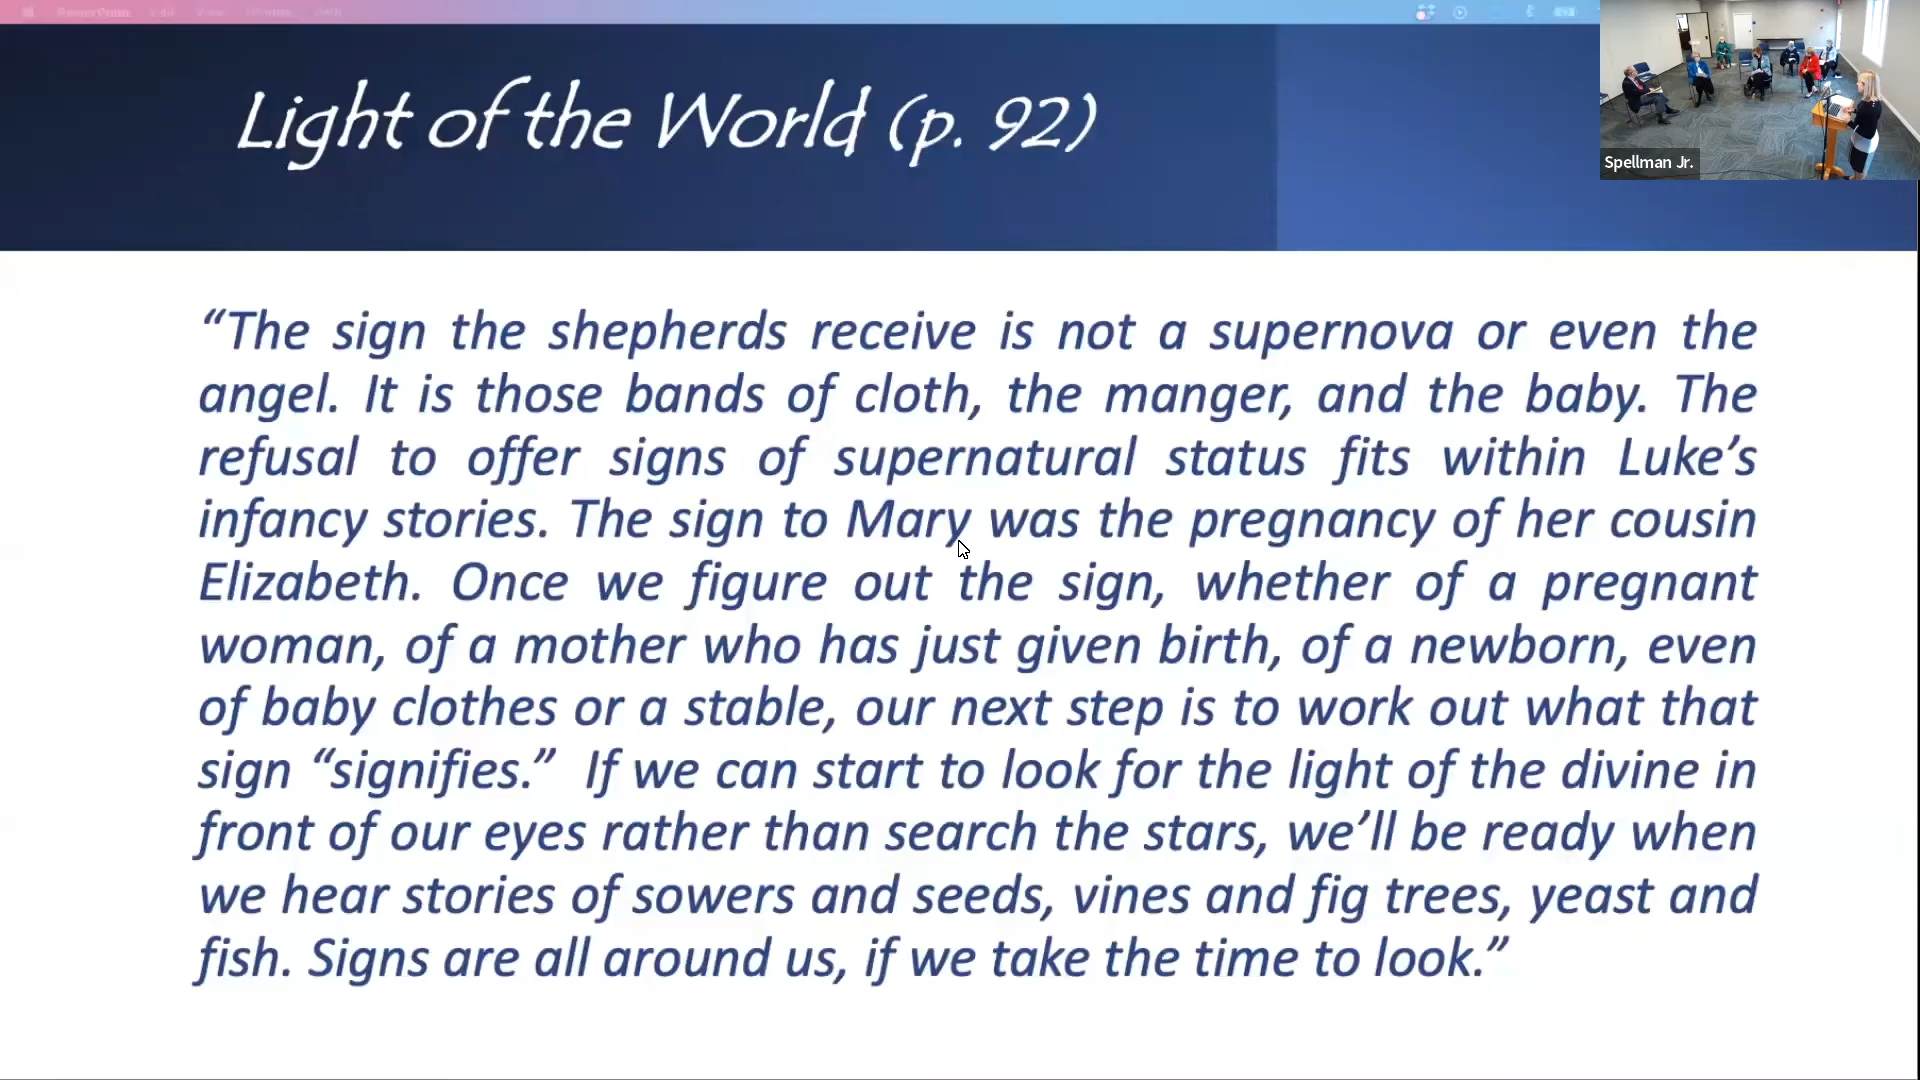 PowerPoint Edit View Window Help
Light of the World (p. 92)
Spellman Jr.
“The sign the shepherds receive is not a supernova or even the
angel. It is those bands of cloth, the manger, and the baby. The
refusal to offer signs of supernatural status fits within Luke’s
infancy stories. The sign to Mary was the pregnancy of her cousin
Elizabeth. Once we figure out the sign, whether of a pregnant
woman, of a mother who has just given birth, of a newborn, even
of baby clothes or a stable, our next step is to work out what that
sign “signifies.” If we can start to look for the light of the divine in
front of our eyes rather than search the stars, we’ll be ready when
we hear stories of sowers and seeds, vines and fig trees, yeast and
fish. Signs are all around us, if we take the time to look.”